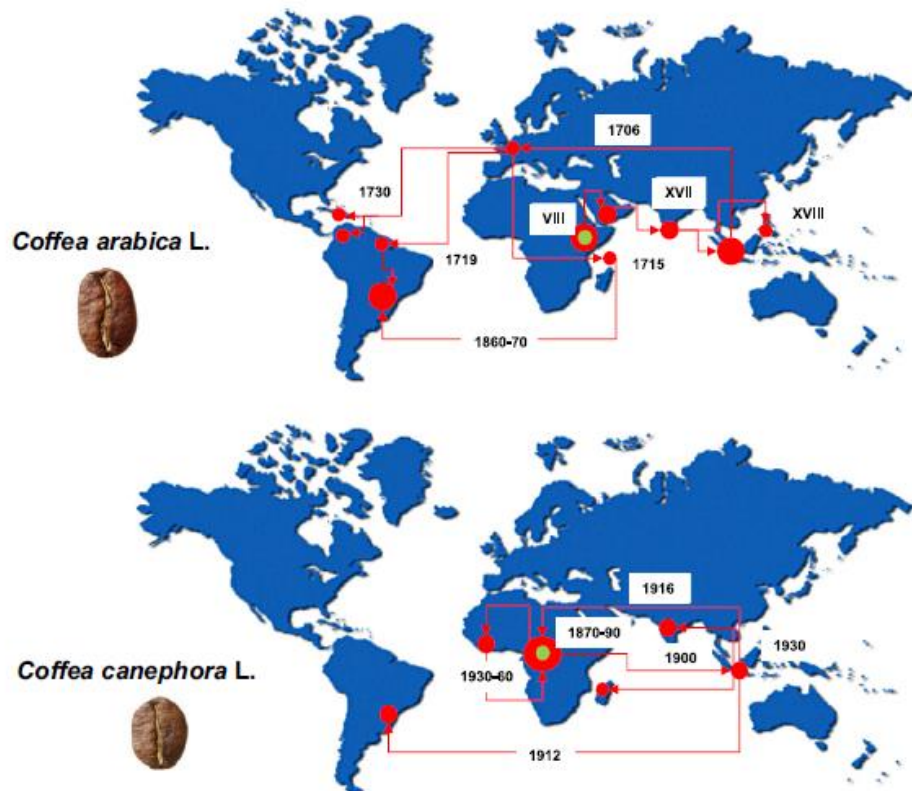 1706
1730
XVII
VIII
XVIII
Coffea arabica L.
1719
1715
1860-70
1916
1870-90
1900
1930
Coffea canephora L.
1930-60
1912